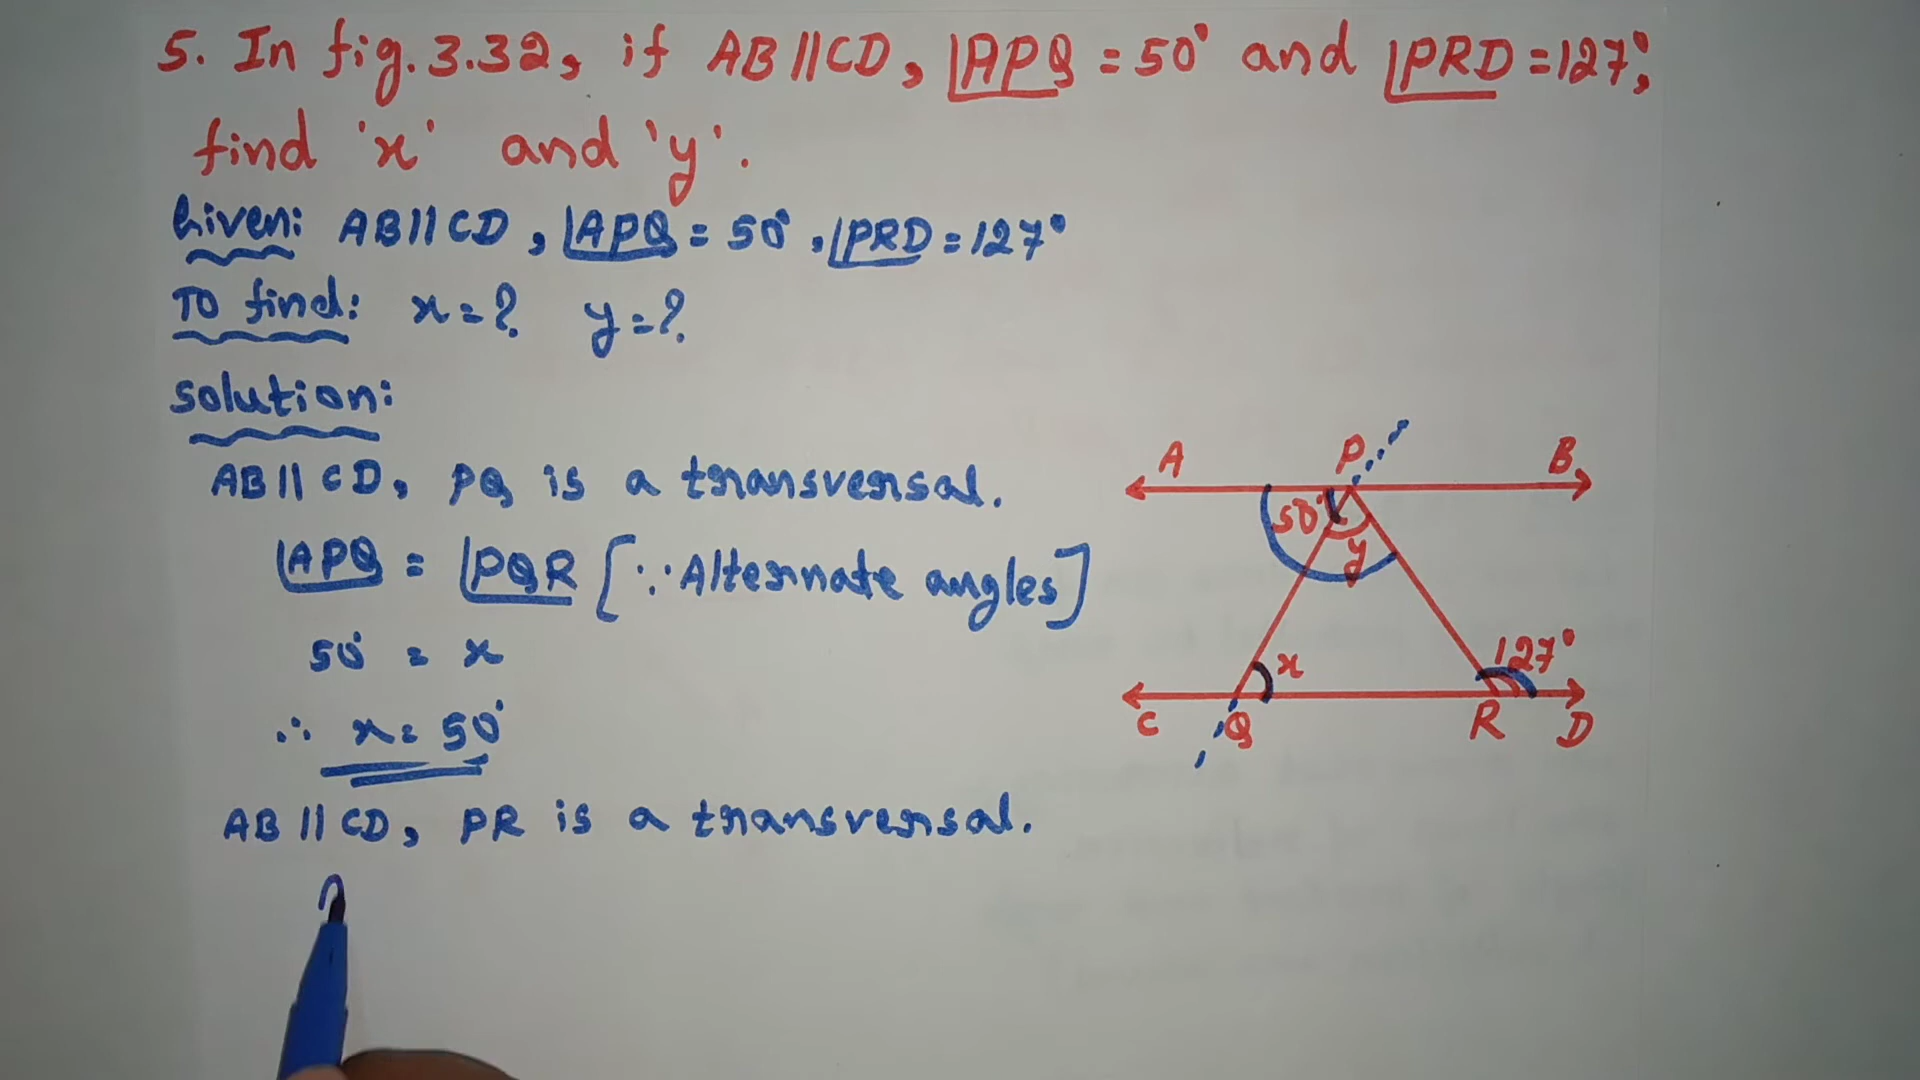 5. In fig. 3.32, if AB || CD, ∠APQ = 50° and ∠PRD = 127°,
find 'x' and 'y'.
Given: AB || CD, ∠APQ = 50°, ∠PRD = 127°
To find: x = ? y = ?
Solution:
AB || CD, PQ is a transversal.
∠APQ = ∠PQR [∵ Alternate angles]
50° = x
∴ x = 50°
AB || CD, PR is a transversal.
A P B
50° y
x 127°
C Q R D